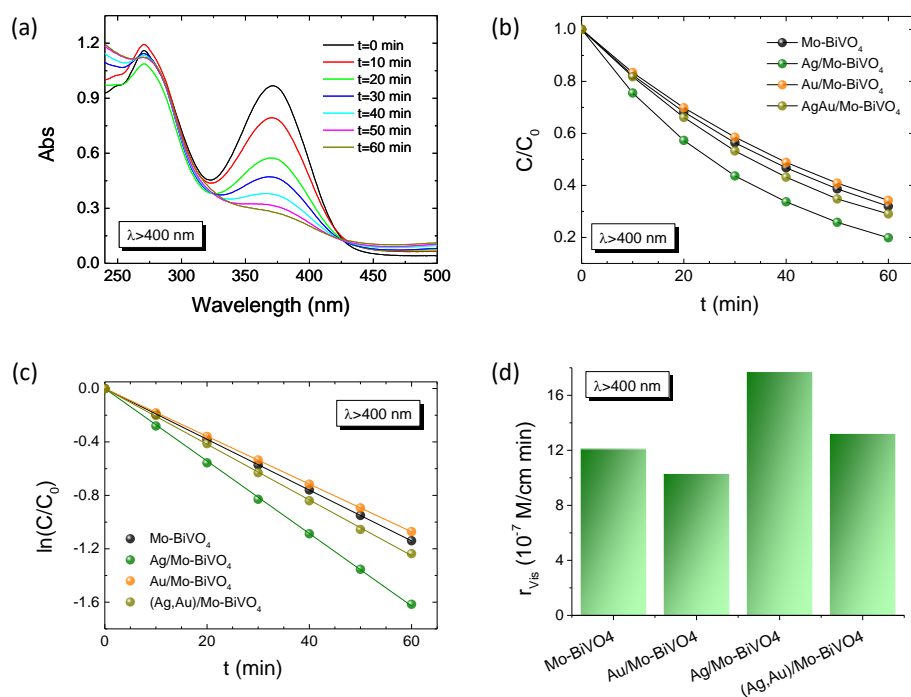 (a)
1.2
0.9
0.6
0.3
0.0
Abs
t=0 min
t=10 min
t=20 min
t=30 min
t=40 min
t=50 min
t=60 min
λ>400 nm
250 300 350 400 450 500
Wavelength (nm)
(b)
1.0
0.8
0.6
0.4
0.2
C/C₀
Mo-BiVO₄
Ag/Mo-BiVO₄
Au/Mo-BiVO₄
AgAu/Mo-BiVO₄
λ>400 nm
0 20 40 60
t (min)
(c)
0.0
-0.4
-0.8
-1.2
-1.6
ln(C/C₀)
λ>400 nm
Mo-BiVO₄
Ag/Mo-BiVO₄
Au/Mo-BiVO₄
(Ag,Au)/Mo-BiVO₄
0 20 40 60
t (min)
(d)
16
12
8
4
0
r_Vis (10⁻⁷ M/cm min)
λ>400 nm
Mo-BiVO4
Au/Mo-BiVO4
Ag/Mo-BiVO4
(Ag,Au)/Mo-BiVO4